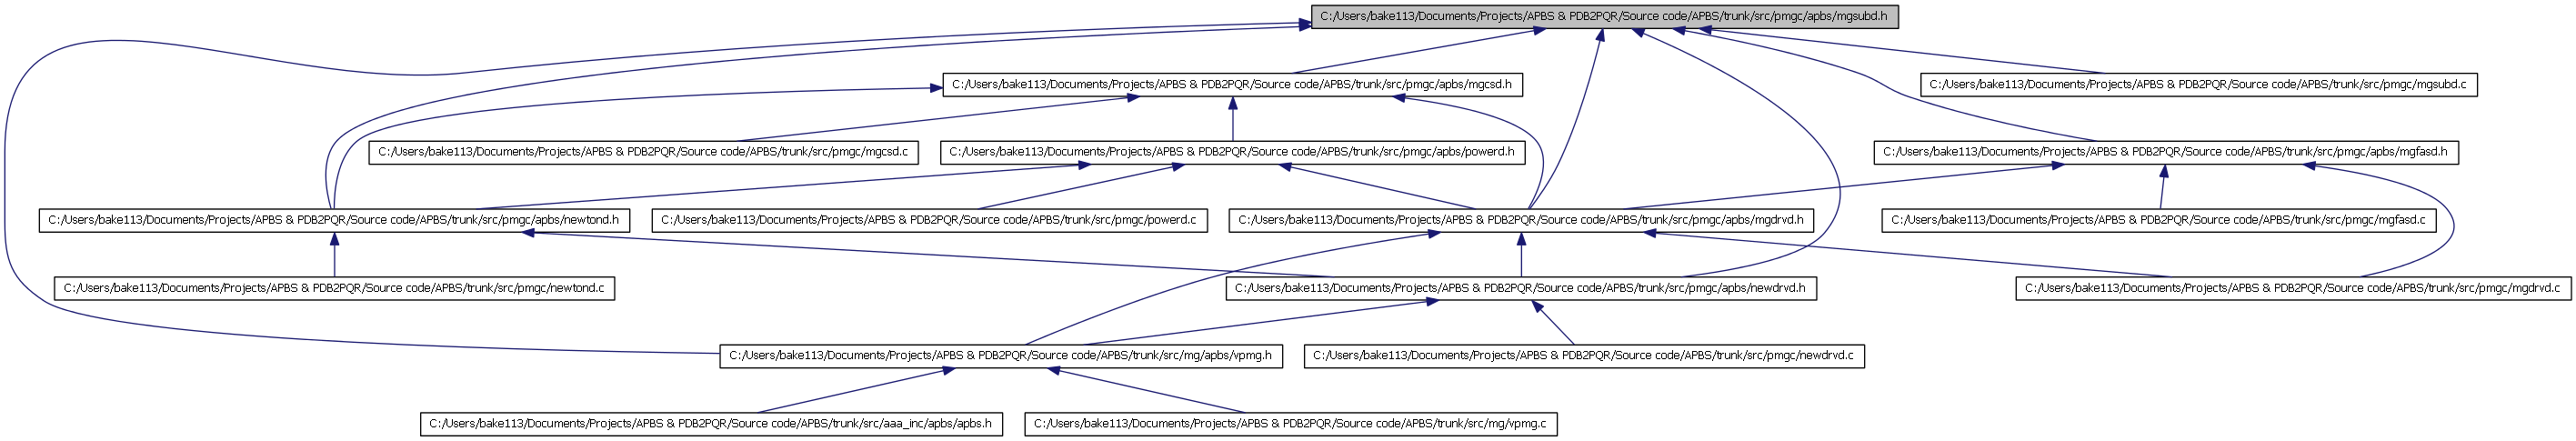 C:/Users/bake113/Documents/Projects/APBS & PDB2PQR/Source code/APBS/trunk/src/pmgc/apbs/mgsubd.h
C:/Users/bake113/Documents/Projects/APBS & PDB2PQR/Source code/APBS/trunk/src/pmgc/apbs/mgcsd.h
C:/Users/bake113/Documents/Projects/APBS & PDB2PQR/Source code/APBS/trunk/src/pmgc/mgsubd.c
C:/Users/bake113/Documents/Projects/APBS & PDB2PQR/Source code/APBS/trunk/src/pmgc/mgcsd.c
C:/Users/bake113/Documents/Projects/APBS & PDB2PQR/Source code/APBS/trunk/src/pmgc/apbs/powerd.h
C:/Users/bake113/Documents/Projects/APBS & PDB2PQR/Source code/APBS/trunk/src/pmgc/apbs/mgfasd.h
C:/Users/bake113/Documents/Projects/APBS & PDB2PQR/Source code/APBS/trunk/src/pmgc/apbs/newtond.h
C:/Users/bake113/Documents/Projects/APBS & PDB2PQR/Source code/APBS/trunk/src/pmgc/powerd.c
C:/Users/bake113/Documents/Projects/APBS & PDB2PQR/Source code/APBS/trunk/src/pmgc/apbs/mgdrvd.h
C:/Users/bake113/Documents/Projects/APBS & PDB2PQR/Source code/APBS/trunk/src/pmgc/mgfasd.c
C:/Users/bake113/Documents/Projects/APBS & PDB2PQR/Source code/APBS/trunk/src/pmgc/newtond.c
C:/Users/bake113/Documents/Projects/APBS & PDB2PQR/Source code/APBS/trunk/src/pmgc/apbs/newdrvd.h
C:/Users/bake113/Documents/Projects/APBS & PDB2PQR/Source code/APBS/trunk/src/pmgc/mgdrvd.c
C:/Users/bake113/Documents/Projects/APBS & PDB2PQR/Source code/APBS/trunk/src/mg/apbs/vpmg.h
C:/Users/bake113/Documents/Projects/APBS & PDB2PQR/Source code/APBS/trunk/src/pmgc/newdrvd.c
C:/Users/bake113/Documents/Projects/APBS & PDB2PQR/Source code/APBS/trunk/src/aaa_inc/apbs/apbs.h
C:/Users/bake113/Documents/Projects/APBS & PDB2PQR/Source code/APBS/trunk/src/mg/vpmg.c